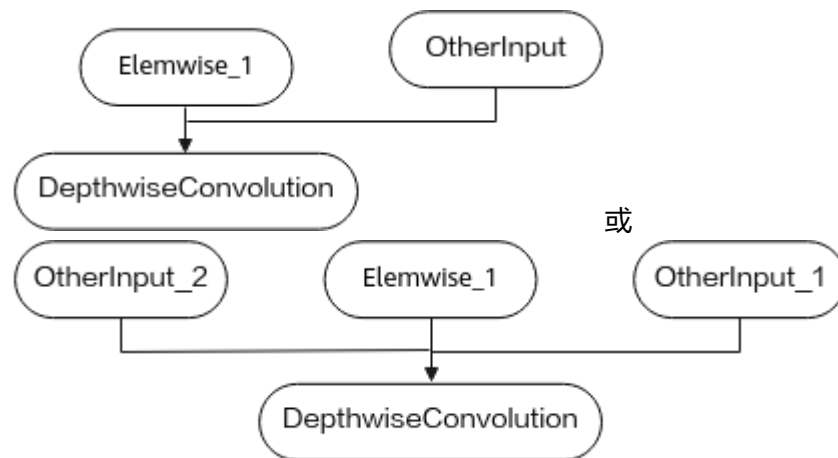 Elemwise_1
OtherInput
DepthwiseConvolution
或
OtherInput_2
Elemwise_1
OtherInput_1
DepthwiseConvolution